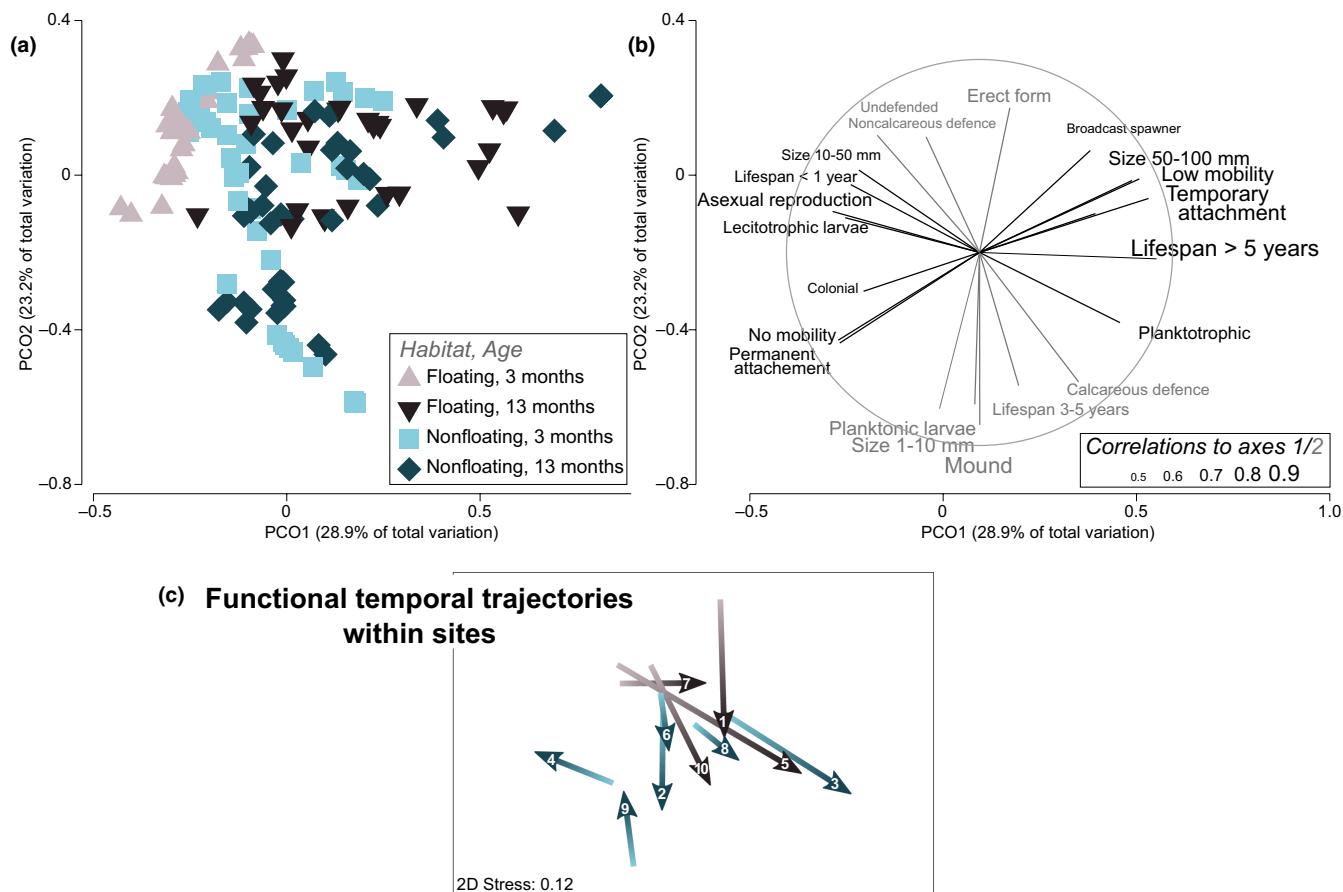 (a)
0.4
0
−0.4
−0.8
PCO2 (23.2% of total variation)
−0.5
0
0.5
PCO1 (28.9% of total variation)
Habitat, Age
Floating, 3 months
Floating, 13 months
Nonfloating, 3 months
Nonfloating, 13 months
(b)
0.4
0
−0.4
−0.8
PCO2 (23.2% of total variation)
−0.5
0
0.5
1.0
PCO1 (28.9% of total variation)
Undefended
Noncalcareous defence
Erect form
Broadcast spawner
Size 10-50 mm
Size 50-100 mm
Lifespan < 1 year
Low mobility
Asexual reproduction
Temporary
attachment
Lecitotrophic larvae
Lifespan > 5 years
Colonial
No mobility
Permanent
attachement
Planktotrophic
Calcareous defence
Lifespan 3-5 years
Planktonic larvae
Size 1-10 mm
Mound
Correlations to axes 1/2
0.5 0.6 0.7 0.8 0.9
(c) Functional temporal trajectories
within sites
7
1
6
8
4
10
5
3
2
9
2D Stress: 0.12